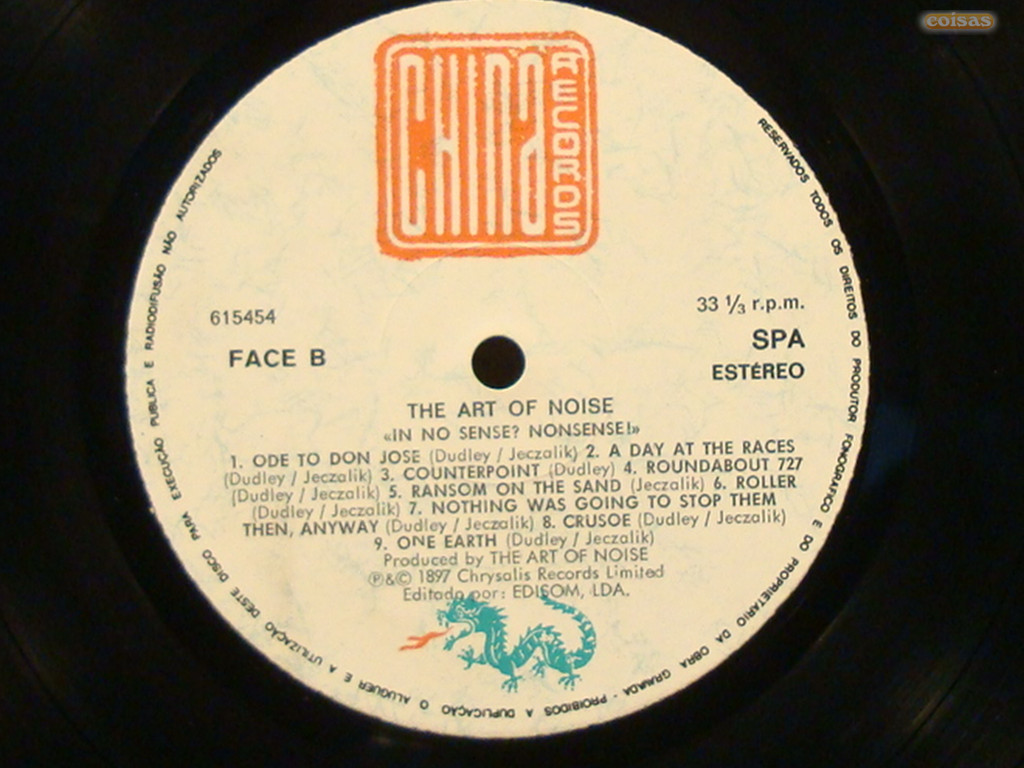 coisas
CHINA
RECORDS
RESERVADOS TODOS OS DIREITOS DO PRODUTOR FONOGRAFICO E DO PROPRIETARIO DA OBRA GRAVADA - PROIBIDOS A DUPLICAÇÃO O ALUGUER E A UTILIZAÇÃO DESTE DISCO PARA EXECUÇÃO PUBLICA E RADIODIFUSÃO NÃO AUTORIZADOS
615454
33 ⅓ r.p.m.
FACE B
SPA
ESTÉREO
THE ART OF NOISE
«IN NO SENSE? NONSENSE!»
1. ODE TO DON JOSE (Dudley / Jeczalik) 2. A DAY AT THE RACES
(Dudley / Jeczalik) 3. COUNTERPOINT (Dudley) 4. ROUNDABOUT 727
(Dudley / Jeczalik) 5. RANSOM ON THE SAND (Jeczalik) 6. ROLLER
(Dudley / Jeczalik) 7. NOTHING WAS GOING TO STOP THEM
THEN, ANYWAY (Dudley / Jeczalik) 8. CRUSOE (Dudley / Jeczalik)
9. ONE EARTH (Dudley / Jeczalik)
Produced by THE ART OF NOISE
℗&© 1897 Chrysalis Records Limited
Editado por: EDISOM, LDA.